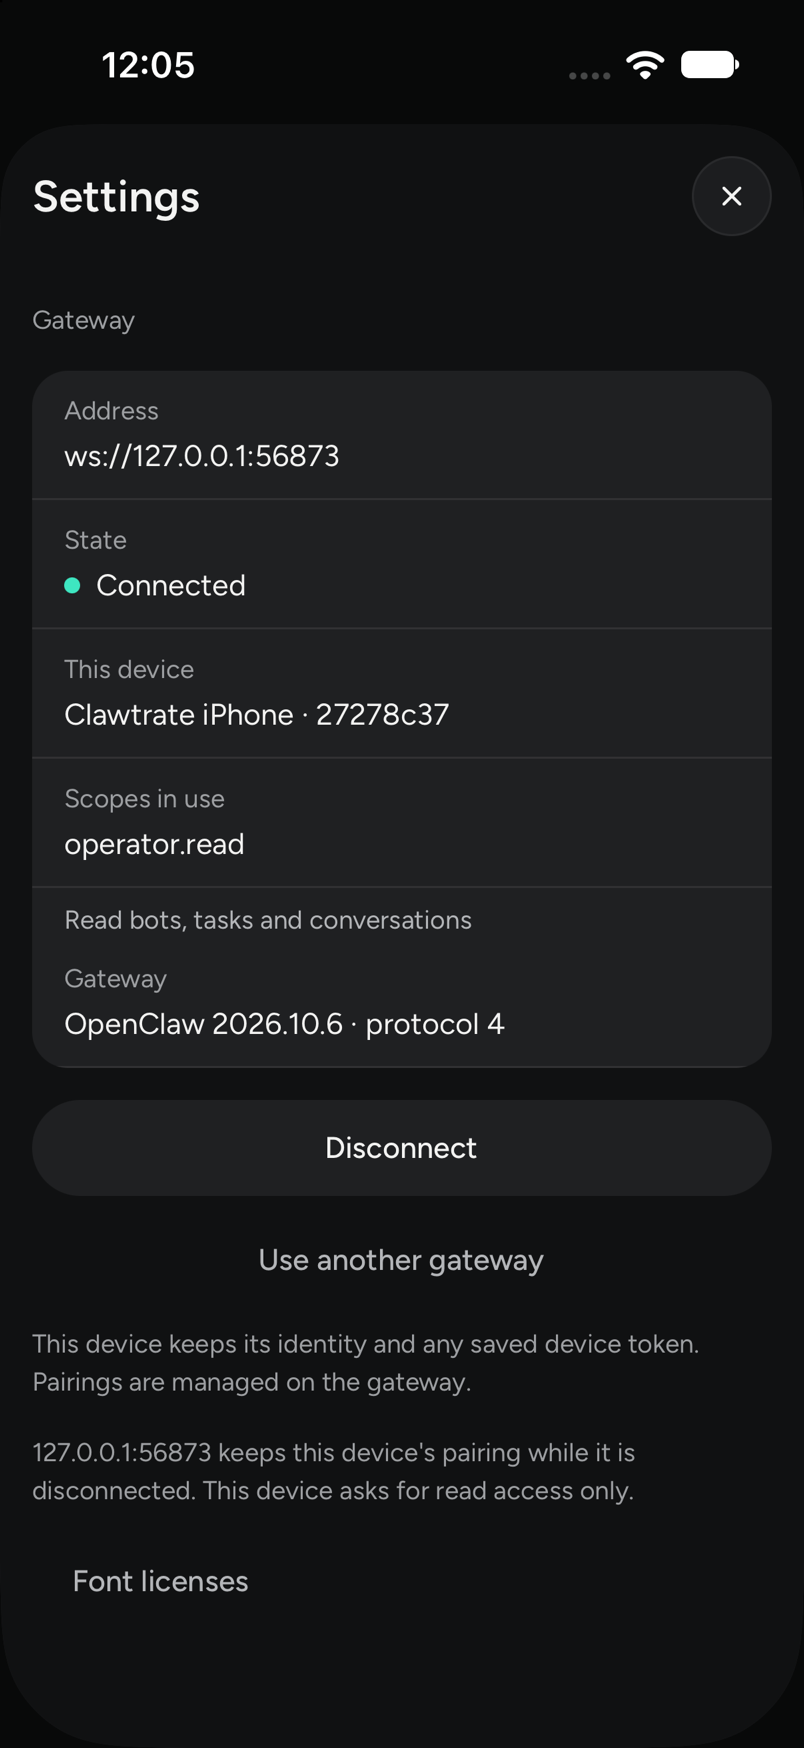 12:05
Settings
Gateway
Address
ws://127.0.0.1:56873
State
Connected
This device
Clawtrate iPhone · 27278c37
Scopes in use
operator.read
Read bots, tasks and conversations
Gateway
OpenClaw 2026.10.6 · protocol 4
Disconnect
Use another gateway
This device keeps its identity and any saved device token.
Pairings are managed on the gateway.
127.0.0.1:56873 keeps this device's pairing while it is
disconnected. This device asks for read access only.
Font licenses